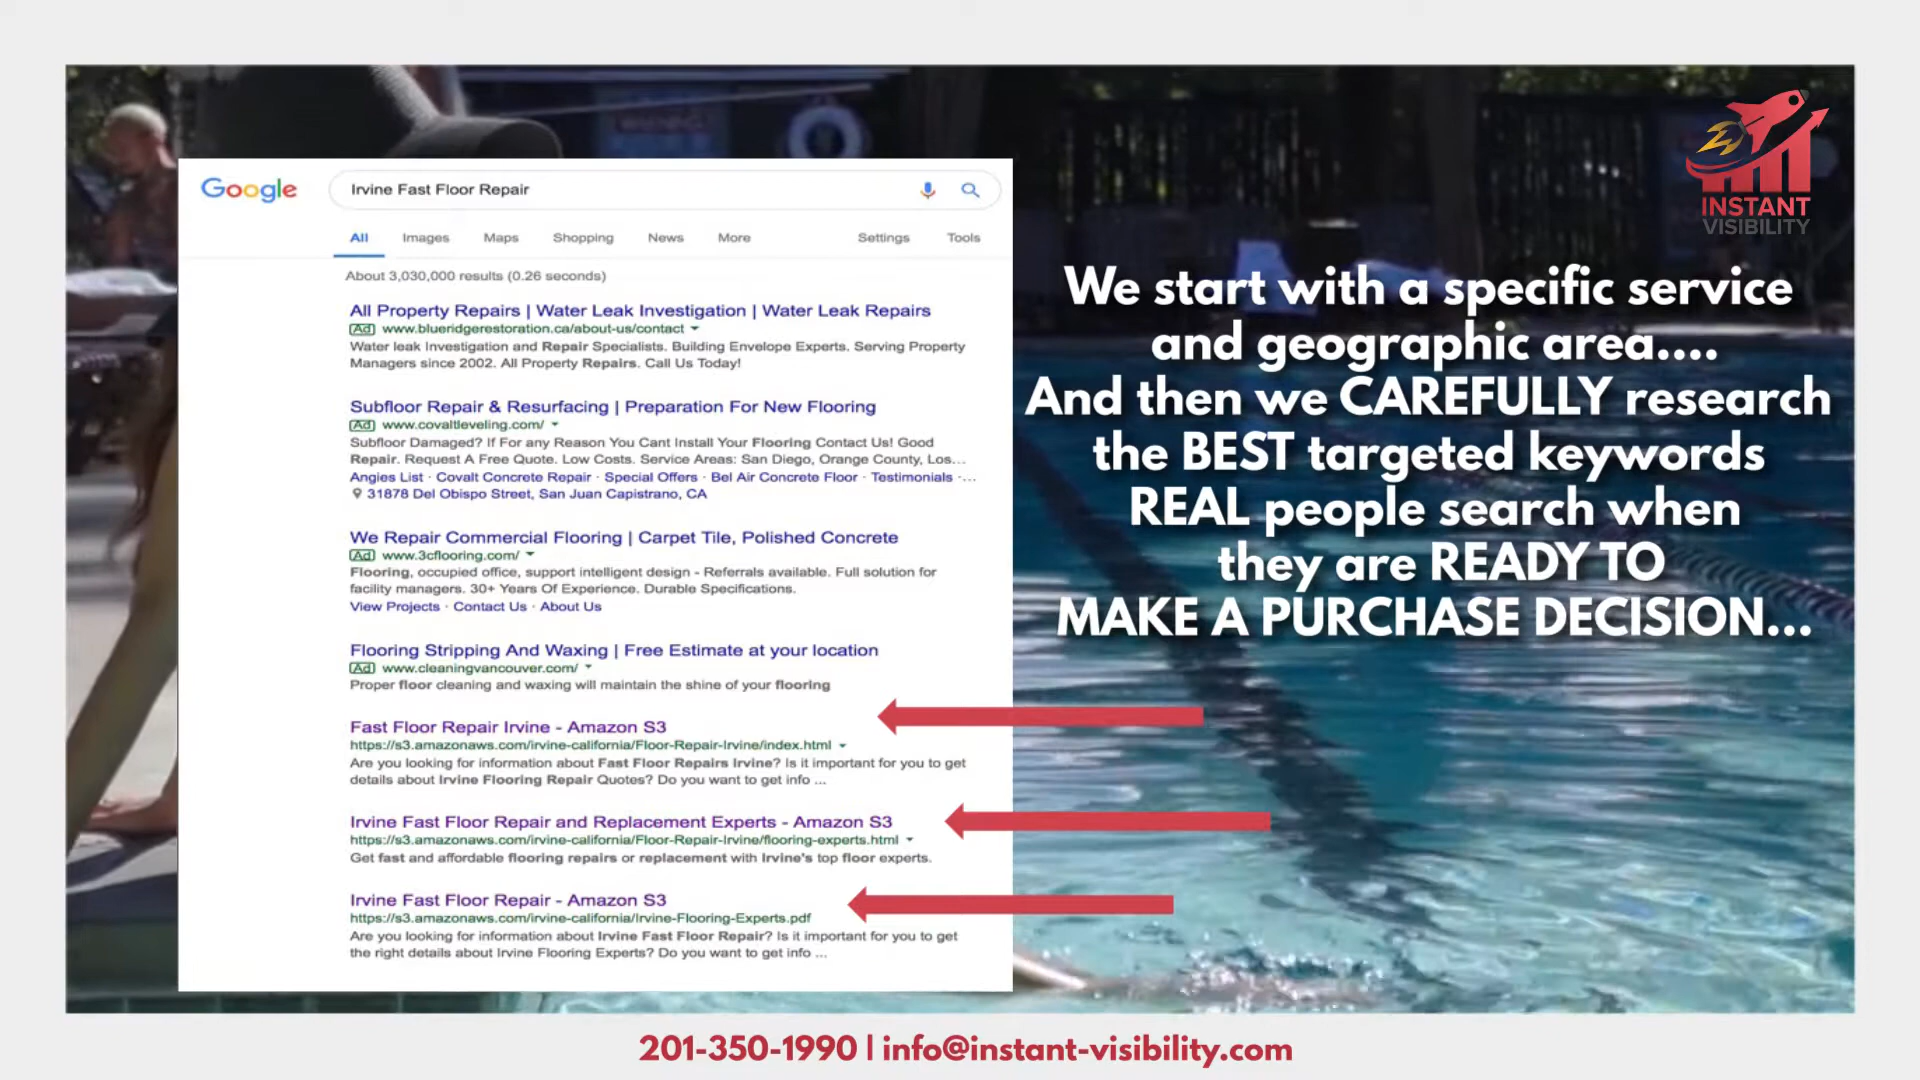 INSTANT
VISIBILITY
Google
Irvine Fast Floor Repair
All Images Maps Shopping News More Settings Tools
About 3,030,000 results (0.26 seconds)
All Property Repairs | Water Leak Investigation | Water Leak Repairs
Ad www.blueridgerestoration.ca/about-us/contact
Water leak Investigation and Repair Specialists. Building Envelope Experts. Serving Property
Managers since 2002. All Property Repairs. Call Us Today!
Subfloor Repair & Resurfacing | Preparation For New Flooring
Ad www.covaltleveling.com/
Subfloor Damaged? If For any Reason You Cant Install Your Flooring Contact Us! Good
Repair. Request A Free Quote. Low Costs. Service Areas: San Diego, Orange County, Los...
Angies List · Covalt Concrete Repair · Special Offers · Bel Air Concrete Floor · Testimonials · ...
31878 Del Obispo Street, San Juan Capistrano, CA
We Repair Commercial Flooring | Carpet Tile, Polished Concrete
Ad www.3cflooring.com/
Flooring, occupied office, support intelligent design - Referrals available. Full solution for
facility managers. 30+ Years Of Experience. Durable Specifications.
View Projects · Contact Us · About Us
Flooring Stripping And Waxing | Free Estimate at your location
Ad www.cleaningvancouver.com/
Proper floor cleaning and waxing will maintain the shine of your flooring
Fast Floor Repair Irvine - Amazon S3
https://s3.amazonaws.com/irvine-california/Floor-Repair-Irvine/index.html
Are you looking for information about Fast Floor Repairs Irvine? Is it important for you to get
details about Irvine Flooring Repair Quotes? Do you want to get info ...
Irvine Fast Floor Repair and Replacement Experts - Amazon S3
https://s3.amazonaws.com/irvine-california/Floor-Repair-Irvine/flooring-experts.html
Get fast and affordable flooring repairs or replacement with Irvine's top floor experts.
Irvine Fast Floor Repair - Amazon S3
https://s3.amazonaws.com/irvine-california/Irvine-Flooring-Experts.pdf
Are you looking for information about Irvine Fast Floor Repair? Is it important for you to get
the right details about Irvine Flooring Experts? Do you want to get info ...
We start with a specific service
and geographic area....
And then we CAREFULLY research
the BEST targeted keywords
REAL people search when
they are READY TO
MAKE A PURCHASE DECISION...
201-350-1990 | info@instant-visibility.com